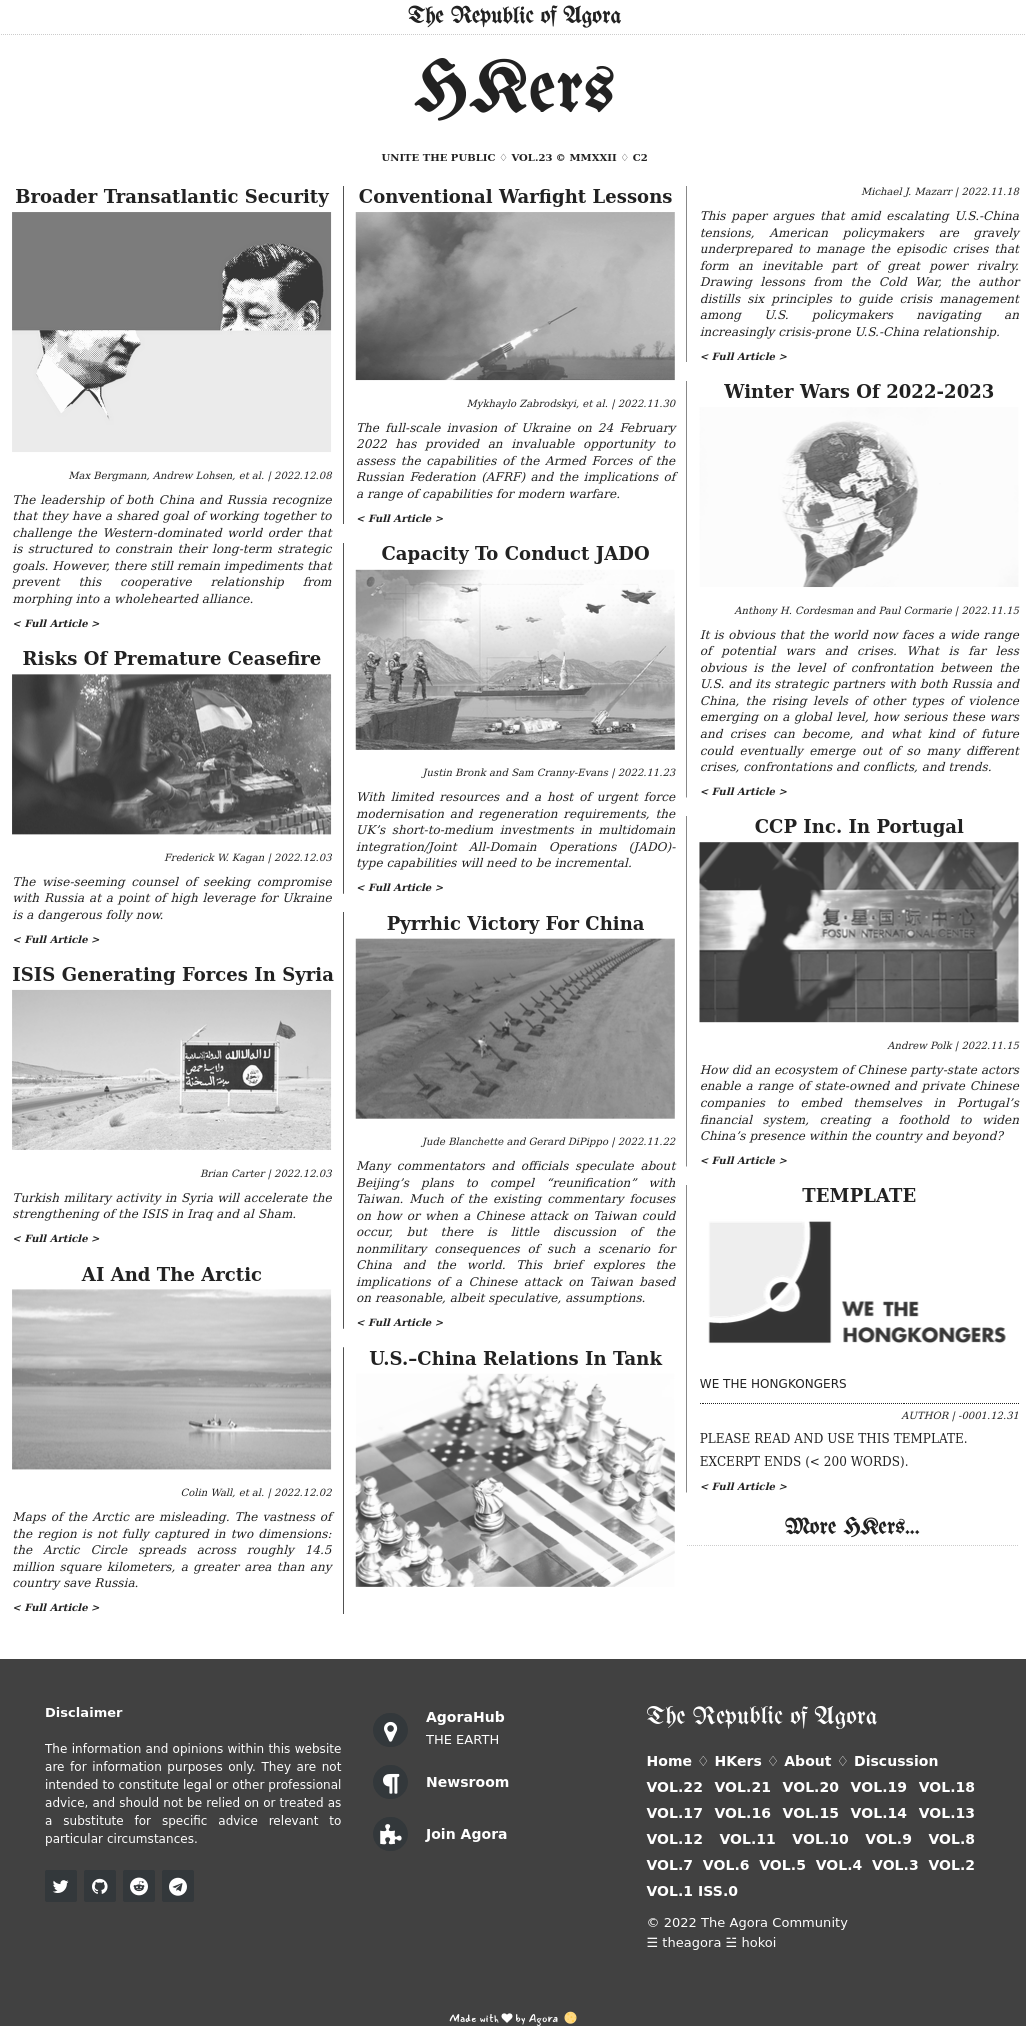 The Republic of Agora
HKers
UNITE THE PUBLIC ♢ VOL.23 © MMXXII ♢ C2
Broader Transatlantic Security
Max Bergmann, Andrew Lohsen, et al. | 2022.12.08
The leadership of both China and Russia recognize
that they have a shared goal of working together to
challenge the Western-dominated world order that
is structured to constrain their long-term strategic
goals. However, there still remain impediments that
prevent this cooperative relationship from
morphing into a wholehearted alliance.
< Full Article >
Risks Of Premature Ceasefire
Frederick W. Kagan | 2022.12.03
The wise-seeming counsel of seeking compromise
with Russia at a point of high leverage for Ukraine
is a dangerous folly now.
< Full Article >
ISIS Generating Forces In Syria
لا اله الا الله
Brian Carter | 2022.12.03
Turkish military activity in Syria will accelerate the
strengthening of the ISIS in Iraq and al Sham.
< Full Article >
AI And The Arctic
Colin Wall, et al. | 2022.12.02
Maps of the Arctic are misleading. The vastness of
the region is not fully captured in two dimensions:
the Arctic Circle spreads across roughly 14.5
million square kilometers, a greater area than any
country save Russia.
< Full Article >
Conventional Warfight Lessons
Mykhaylo Zabrodskyi, et al. | 2022.11.30
The full-scale invasion of Ukraine on 24 February
2022 has provided an invaluable opportunity to
assess the capabilities of the Armed Forces of the
Russian Federation (AFRF) and the implications of
a range of capabilities for modern warfare.
< Full Article >
Capacity To Conduct JADO
Justin Bronk and Sam Cranny-Evans | 2022.11.23
With limited resources and a host of urgent force
modernisation and regeneration requirements, the
UK’s short-to-medium investments in multidomain
integration/Joint All-Domain Operations (JADO)-
type capabilities will need to be incremental.
< Full Article >
Pyrrhic Victory For China
Jude Blanchette and Gerard DiPippo | 2022.11.22
Many commentators and officials speculate about
Beijing’s plans to compel “reunification” with
Taiwan. Much of the existing commentary focuses
on how or when a Chinese attack on Taiwan could
occur, but there is little discussion of the
nonmilitary consequences of such a scenario for
China and the world. This brief explores the
implications of a Chinese attack on Taiwan based
on reasonable, albeit speculative, assumptions.
< Full Article >
U.S.–China Relations In Tank
Michael J. Mazarr | 2022.11.18
This paper argues that amid escalating U.S.-China
tensions, American policymakers are gravely
underprepared to manage the episodic crises that
form an inevitable part of great power rivalry.
Drawing lessons from the Cold War, the author
distills six principles to guide crisis management
among U.S. policymakers navigating an
increasingly crisis-prone U.S.-China relationship.
< Full Article >
Winter Wars Of 2022-2023
Anthony H. Cordesman and Paul Cormarie | 2022.11.15
It is obvious that the world now faces a wide range
of potential wars and crises. What is far less
obvious is the level of confrontation between the
U.S. and its strategic partners with both Russia and
China, the rising levels of other types of violence
emerging on a global level, how serious these wars
and crises can become, and what kind of future
could eventually emerge out of so many different
crises, confrontations and conflicts, and trends.
< Full Article >
CCP Inc. In Portugal
复·星·国·际·中·心
FOSUN INTERNATIONAL CENTER
Andrew Polk | 2022.11.15
How did an ecosystem of Chinese party-state actors
enable a range of state-owned and private Chinese
companies to embed themselves in Portugal’s
financial system, creating a foothold to widen
China’s presence within the country and beyond?
< Full Article >
TEMPLATE
WE THE
HONGKONGERS
WE THE HONGKONGERS
AUTHOR | -0001.12.31
PLEASE READ AND USE THIS TEMPLATE.
EXCERPT ENDS (< 200 WORDS).
< Full Article >
More HKers...
Disclaimer
The information and opinions within this website
are for information purposes only. They are not
intended to constitute legal or other professional
advice, and should not be relied on or treated as
a substitute for specific advice relevant to
particular circumstances.
AgoraHub
THE EARTH
Newsroom
Join Agora
The Republic of Agora
Home ♢ HKers ♢ About ♢ Discussion
VOL.22 VOL.21 VOL.20 VOL.19 VOL.18
VOL.17 VOL.16 VOL.15 VOL.14 VOL.13
VOL.12 VOL.11 VOL.10 VOL.9 VOL.8
VOL.7 VOL.6 VOL.5 VOL.4 VOL.3 VOL.2
VOL.1 ISS.0
© 2022 The Agora Community
☰ theagora ☱ hokoi
Made with ❤ by Agora